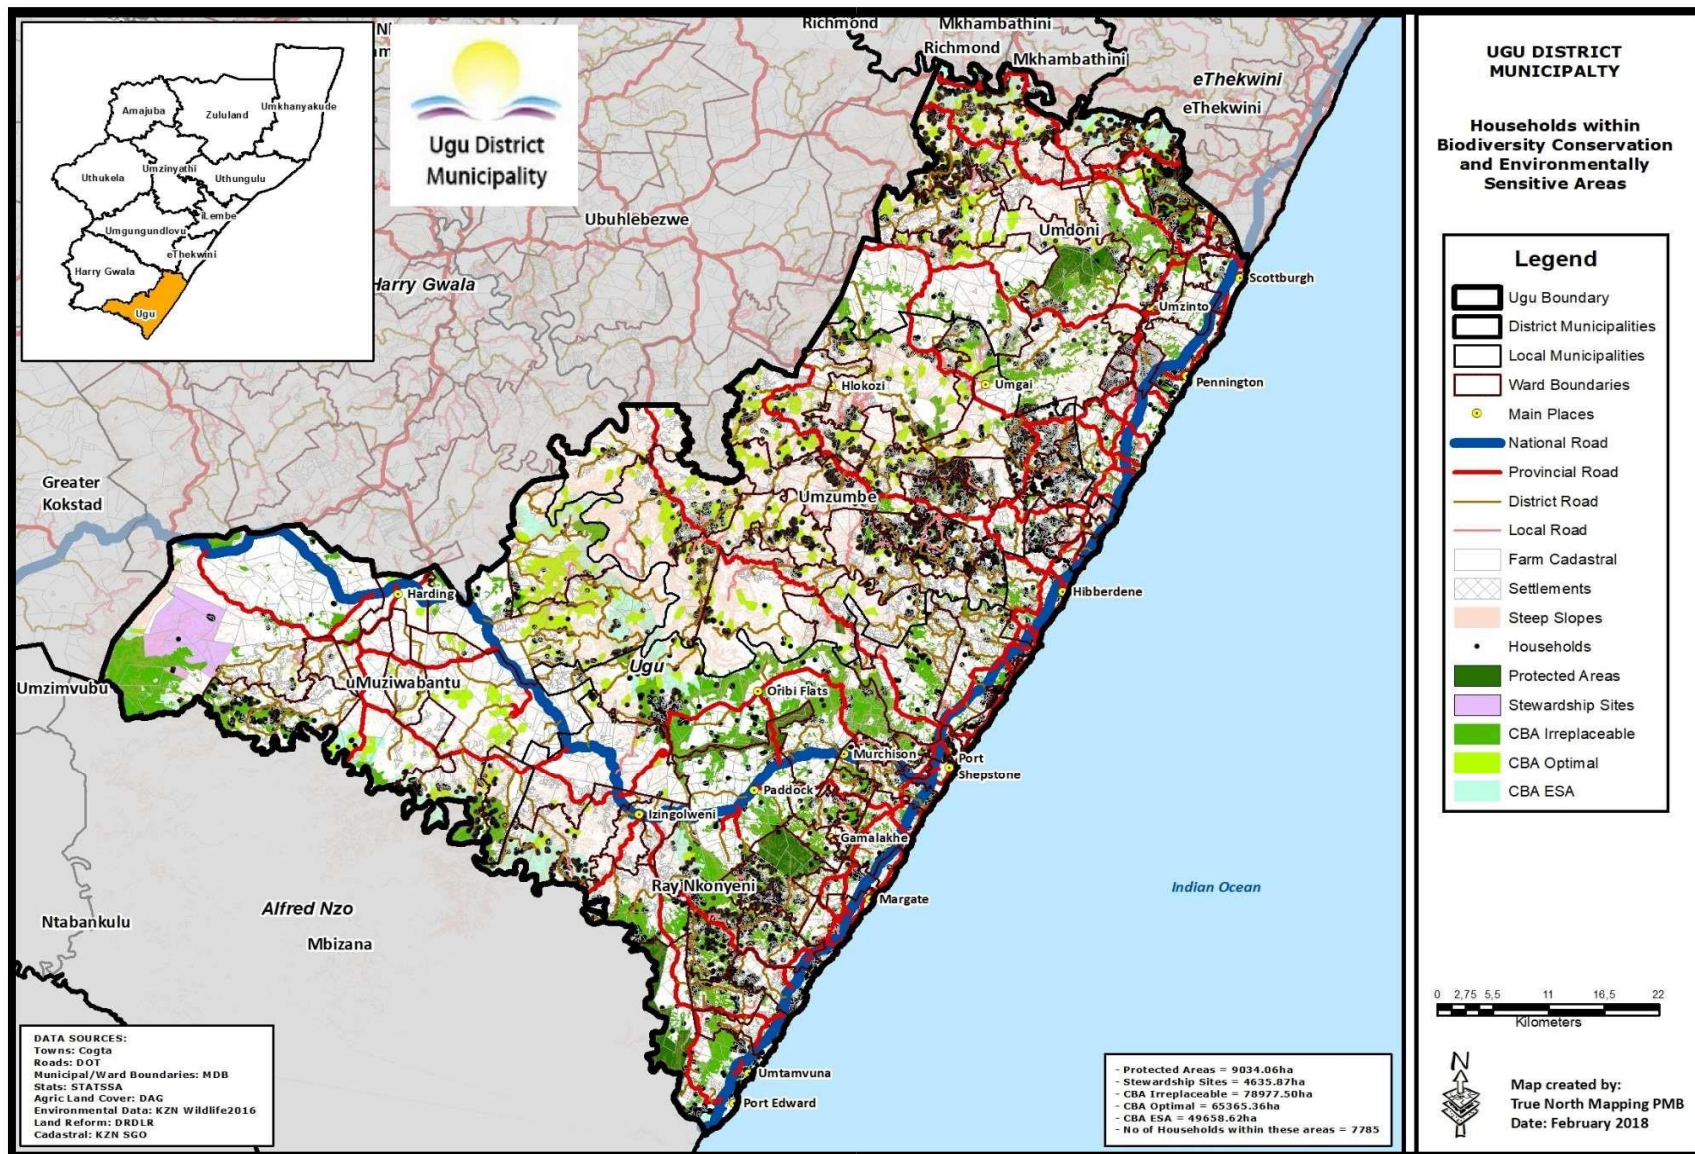 Richmond
Mkhambathini
Richmond
Mkhambathini
eThekwini
eThekwini
Amajuba
Zululand
Umkhanyakude
Umzinyathi
Uthukela
Uthungulu
iLembe
Umgungundlovu
eThekwini
Harry Gwala
Ugu
Ugu District
Municipality
Ubuhlebezwe
Harry Gwala
Umdoni
Scottburgh
Umzinto
Pennington
Hlokozi
Umgai
Greater
Kokstad
Umzumbe
Harding
Hibberdene
Umzimvubu
uMuziwabantu
Ugu
Oribi Flats
Murchison
Port
Shepstone
Paddock
Izingolweni
Gamalakhe
Ray Nkonyeni
Margate
Indian Ocean
Alfred Nzo
Ntabankulu
Mbizana
Umtamvuna
Port Edward
DATA SOURCES:
Towns: Cogta
Roads: DOT
Municipal/Ward Boundaries: MDB
Stats: STATSSA
Agric Land Cover: DAG
Environmental Data: KZN Wildlife2016
Land Reform: DRDLR
Cadastral: KZN SGO
- Protected Areas = 9034.06ha
- Stewardship Sites = 4635.87ha
- CBA Irreplaceable = 78977.50ha
- CBA Optimal = 65365.36ha
- CBA ESA = 49658.62ha
- No of Households within these areas = 7785
UGU DISTRICT
MUNICIPALTY
Households within
Biodiversity Conservation
and Environmentally
Sensitive Areas
Legend
Ugu Boundary
District Municipalities
Local Municipalities
Ward Boundaries
Main Places
National Road
Provincial Road
District Road
Local Road
Farm Cadastral
Settlements
Steep Slopes
Households
Protected Areas
Stewardship Sites
CBA Irreplaceable
CBA Optimal
CBA ESA
0 2,75 5,5 11 16,5 22
Kilometers
N
Map created by:
True North Mapping PMB
Date: February 2018